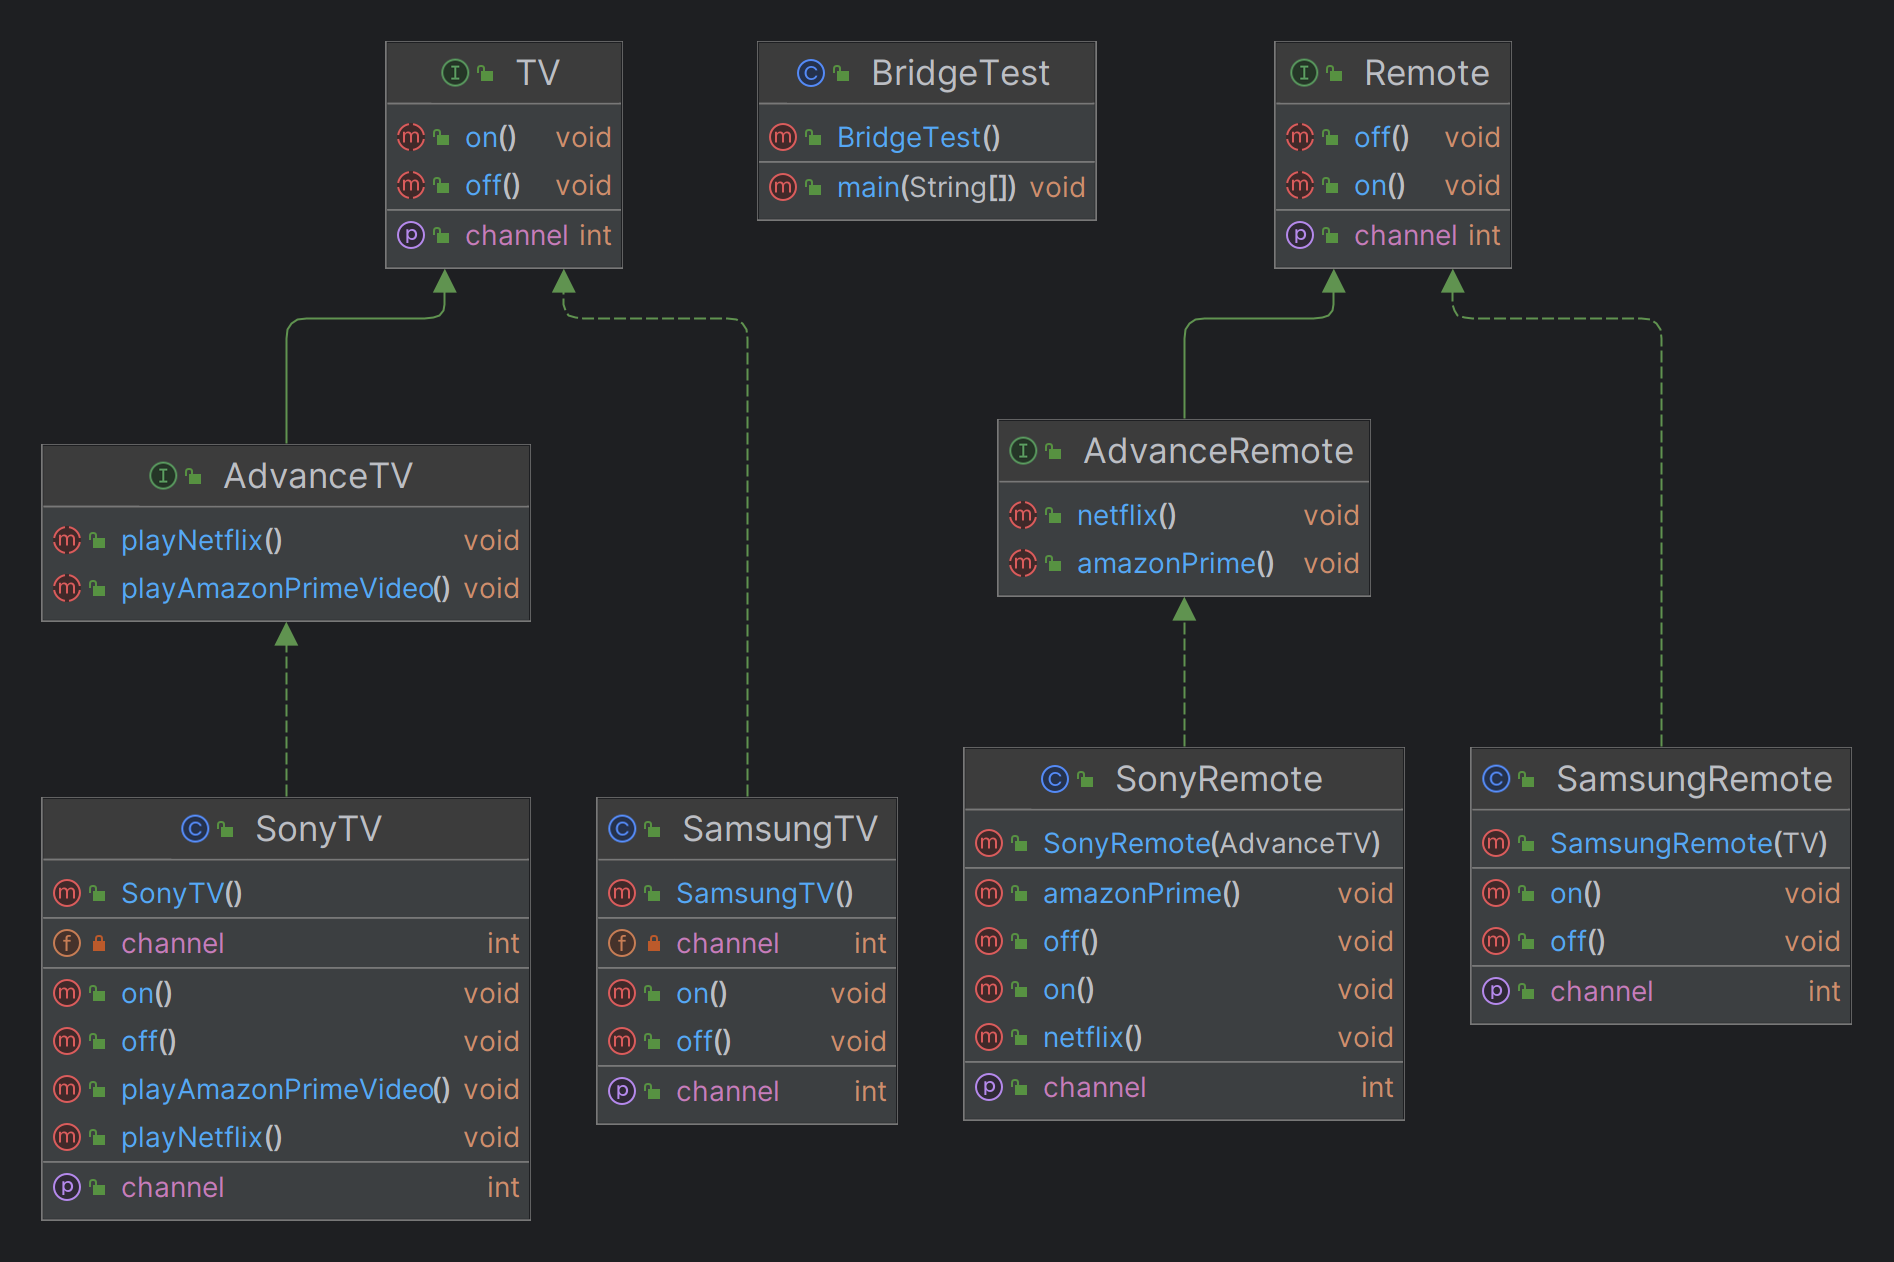 TV
on() void
off() void
channel int
BridgeTest
BridgeTest()
main(String[]) void
Remote
off() void
on() void
channel int
AdvanceTV
playNetflix() void
playAmazonPrimeVideo() void
AdvanceRemote
netflix() void
amazonPrime() void
SonyTV
SonyTV()
channel int
on() void
off() void
playAmazonPrimeVideo() void
playNetflix() void
channel int
SamsungTV
SamsungTV()
channel int
on() void
off() void
channel int
SonyRemote
SonyRemote(AdvanceTV)
amazonPrime() void
off() void
on() void
netflix() void
channel int
SamsungRemote
SamsungRemote(TV)
on() void
off() void
channel int